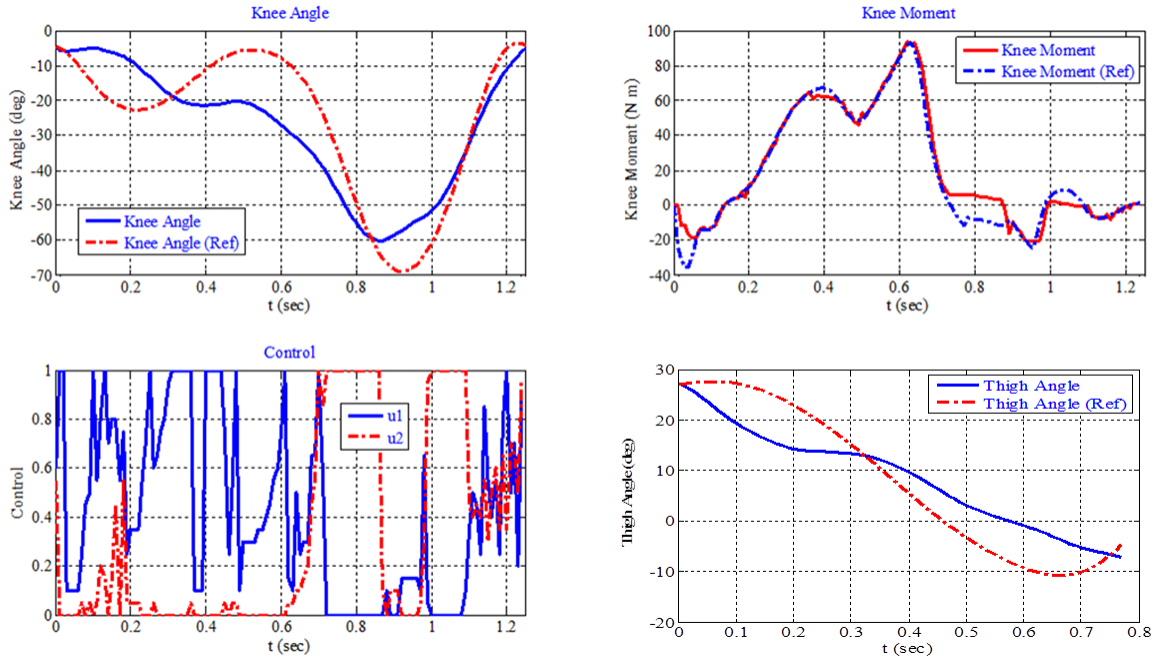 Knee Angle
0
-10
-20
-30
-40
-50
-60
-70
Knee Angle (deg)
Knee Angle
Knee Angle (Ref)
0 0.2 0.4 0.6 0.8 1 1.2
t (sec)
Knee Moment
100
80
60
40
20
0
-20
-40
Knee Moment (N m)
Knee Moment
Knee Moment (Ref)
0 0.2 0.4 0.6 0.8 1 1.2
t (sec)
Control
1
0.8
0.6
0.4
0.2
0
Control
u1
u2
0 0.2 0.4 0.6 0.8 1 1.2
t (sec)
30
20
10
0
-10
-20
Thigh Angle (deg)
Thigh Angle
Thigh Angle (Ref)
0 0.1 0.2 0.3 0.4 0.5 0.6 0.7 0.8
t (sec)